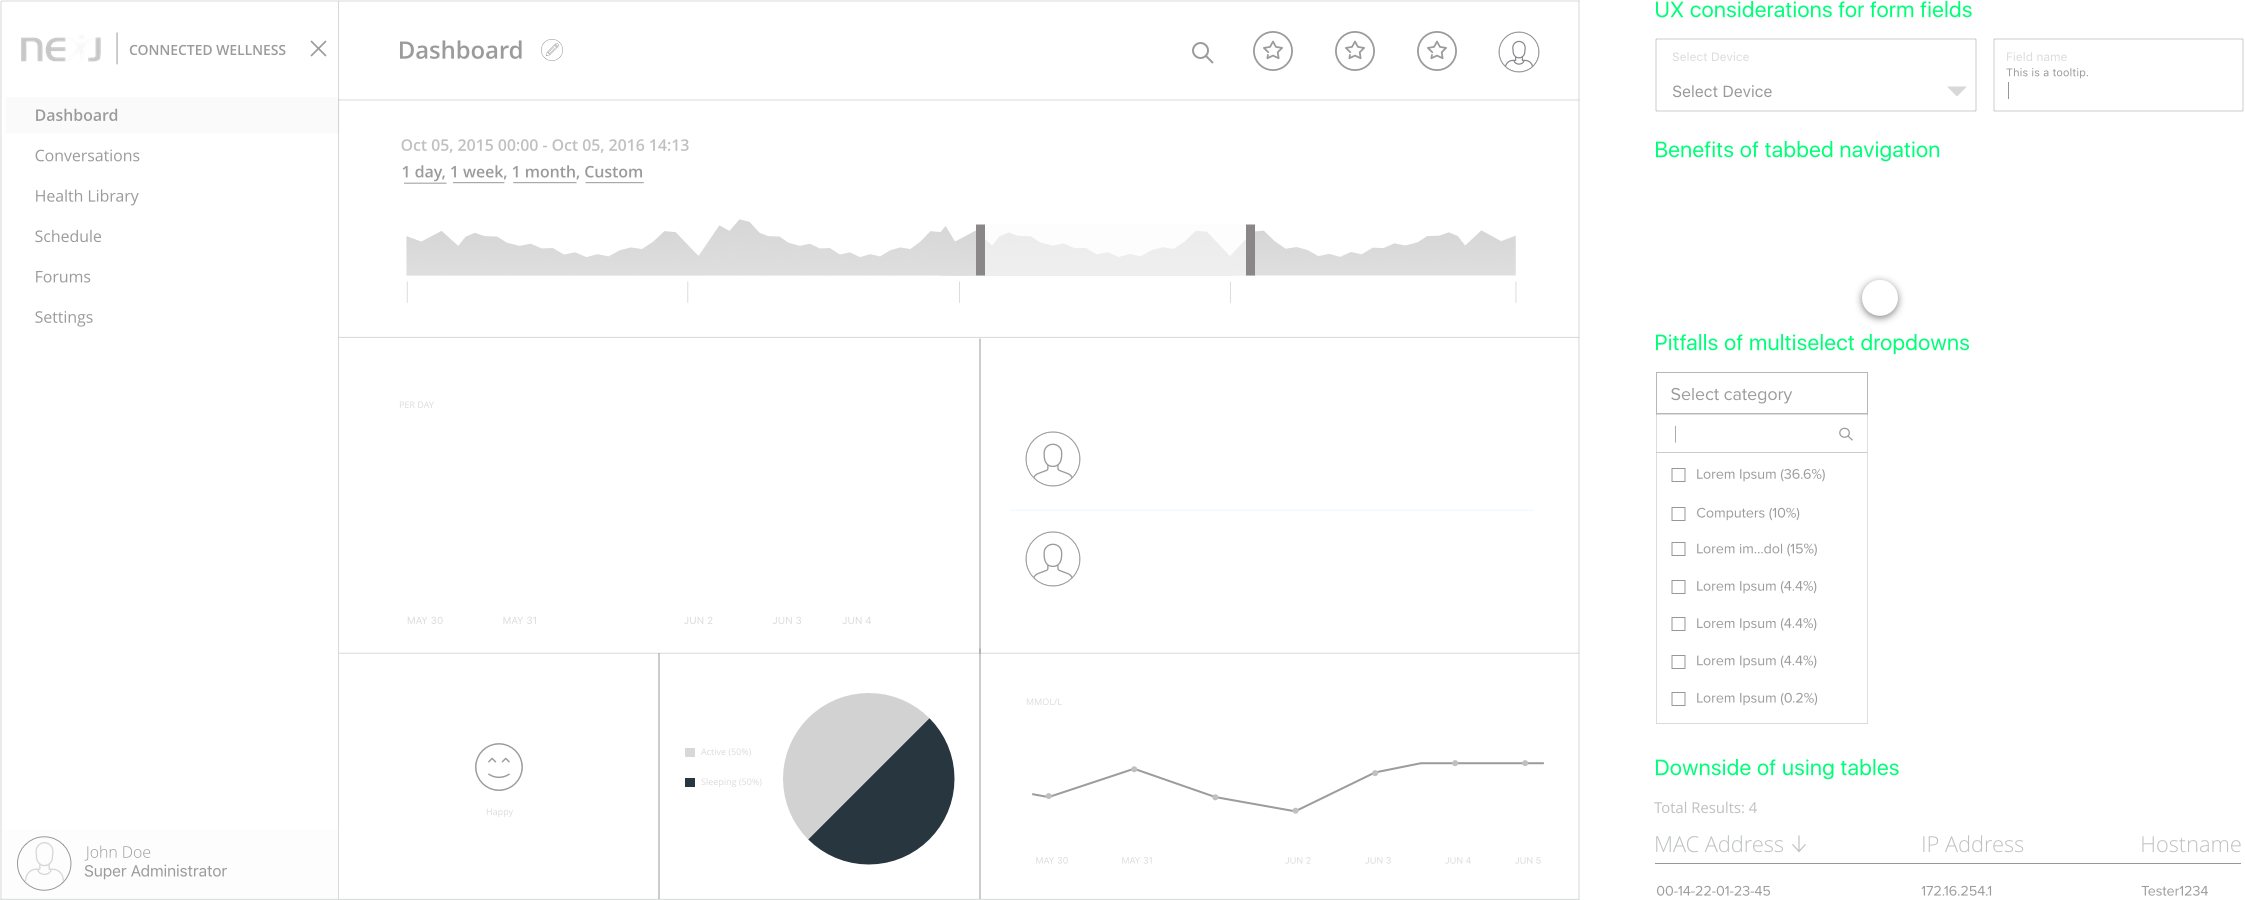 NEXJ
CONNECTED WELLNESS
Dashboard
Conversations
Health Library
Schedule
Forums
Settings
John Doe
Super Administrator
Dashboard
Oct 05, 2015 00:00 - Oct 05, 2016 14:13
1 day, 1 week, 1 month, Custom
PER DAY
MAY 30 MAY 31 JUN 2 JUN 3 JUN 4
Happy
Active (50%)
Sleeping (50%)
MMOL/L
MAY 30 MAY 31 JUN 2 JUN 3 JUN 4 JUN 5
UX considerations for form fields
Select Device
Select Device
Field name
This is a tooltip.
Benefits of tabbed navigation
Pitfalls of multiselect dropdowns
Select category
Lorem Ipsum (36.6%)
Computers (10%)
Lorem im...dol (15%)
Lorem Ipsum (4.4%)
Lorem Ipsum (4.4%)
Lorem Ipsum (4.4%)
Lorem Ipsum (0.2%)
Downside of using tables
Total Results: 4
MAC Address IP Address Hostname
00-14-22-01-23-45 172.16.254.1 Tester1234